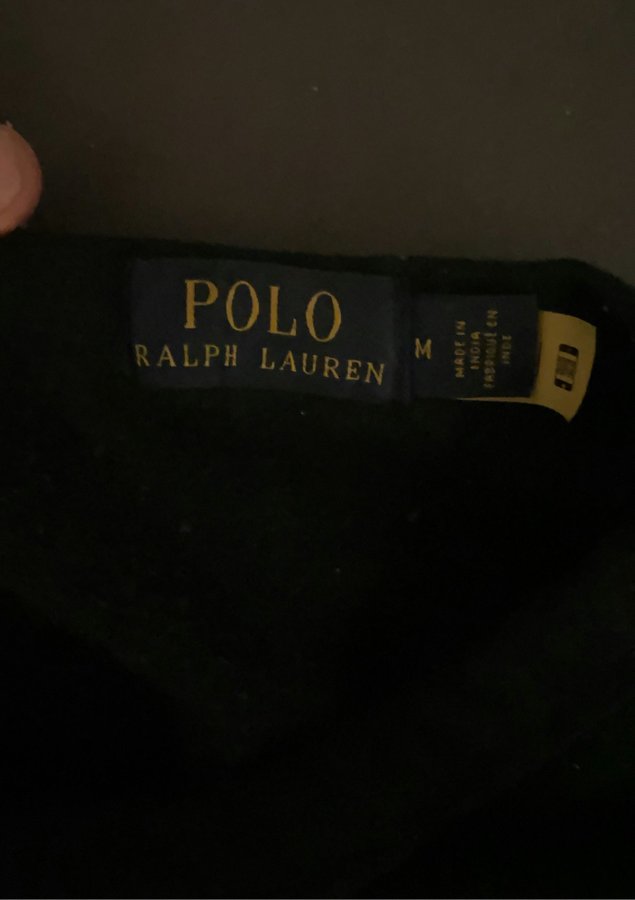 POLO
RALPH LAUREN
M
MADE IN
INDIA
FABRIQUÉ EN
INDE